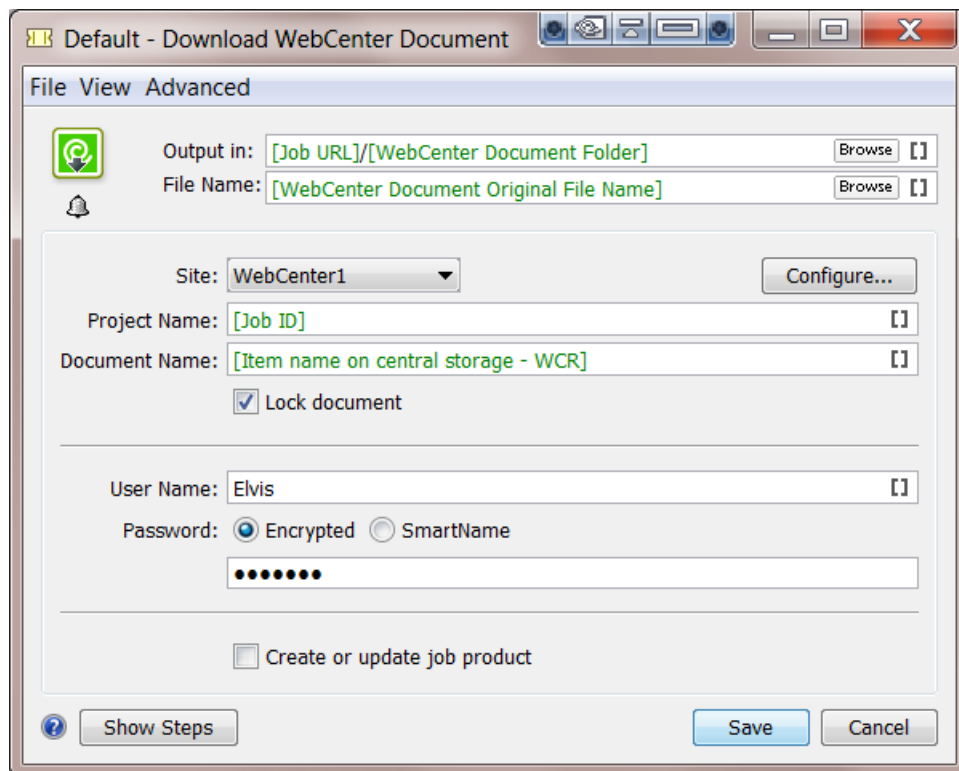 Default - Download WebCenter Document
File View Advanced
Output in: [Job URL]/[WebCenter Document Folder] Browse []
File Name: [WebCenter Document Original File Name] Browse []
Site: WebCenter1 Configure...
Project Name: [Job ID] []
Document Name: [Item name on central storage - WCR] []
Lock document
User Name: Elvis []
Password: Encrypted SmartName
•••••••
Create or update job product
? Show Steps Save Cancel